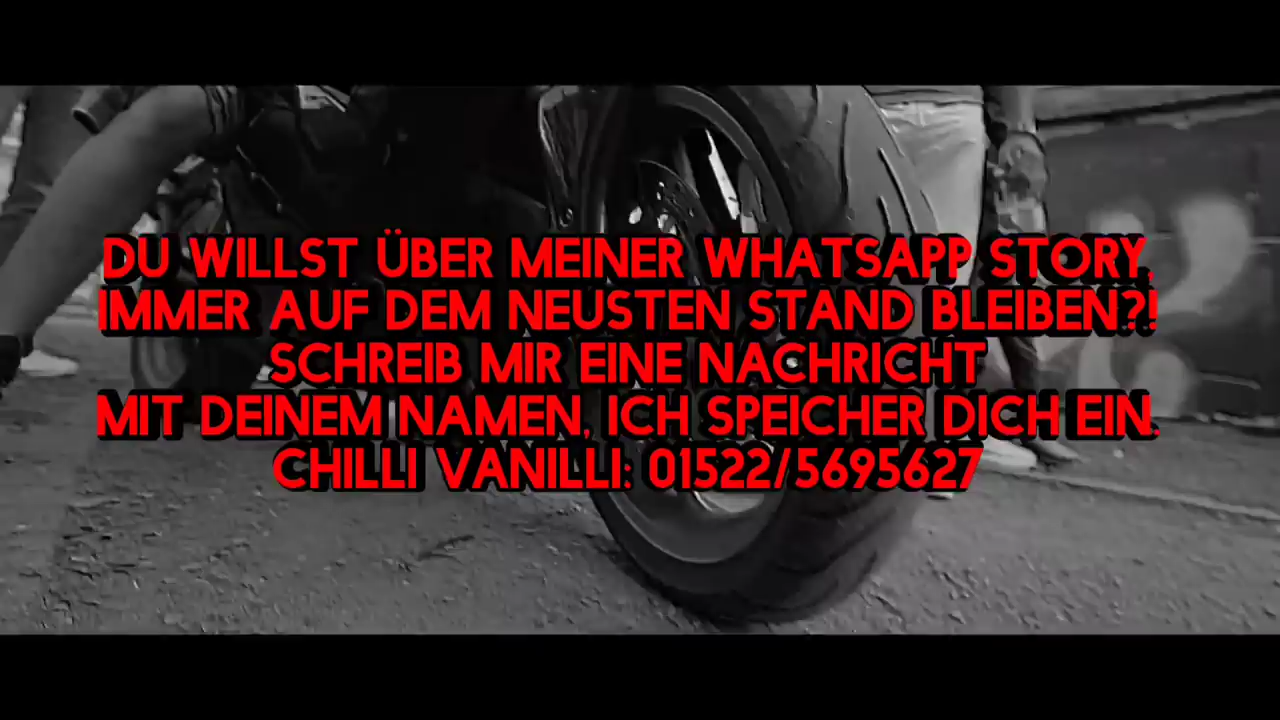 DU WILLST ÜBER MEINER WHATSAPP STORY,
IMMER AUF DEM NEUSTEN STAND BLEIBEN?!
SCHREIB MIR EINE NACHRICHT
MIT DEINEM NAMEN, ICH SPEICHER DICH EIN.
CHILLI VANILLI: 01522/5695627